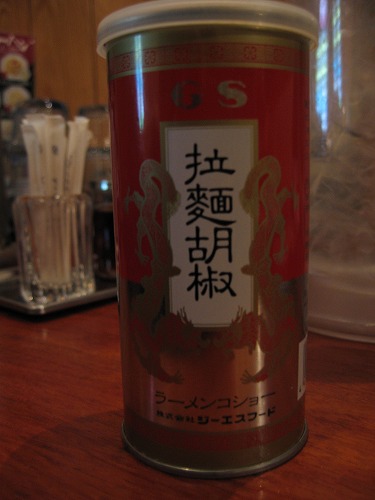 GS
拉麵胡椒
ラーメンコショー
株式会社 ジーエスフード